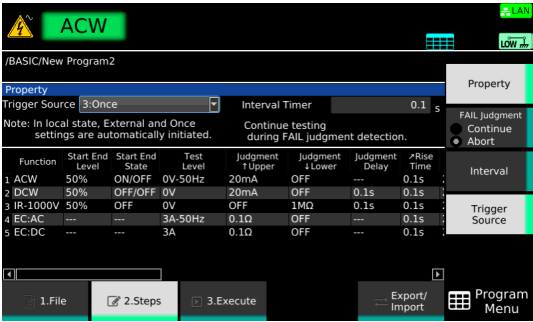 LAN
ACW
LOW
/BASIC/New Program2
Property
Trigger Source 3:Once Interval Timer 0.1 s
Note: In local state, External and Once
settings are automatically initiated.
Continue testing
during FAIL judgment detection.
Function Start End Level Start End State Test Level Judgment ↑Upper Judgment ↓Lower Judgment Delay ↗Rise Time
1 ACW 50% ON/OFF 0V-50Hz 20mA OFF --- 0.1s
2 DCW 50% OFF/OFF 0V 20mA OFF 0.1s 0.1s
3 IR-1000V 50% OFF 0V OFF 1MΩ 0.1s 0.1s
4 EC:AC --- --- 3A-50Hz 0.1Ω OFF --- 0.1s
5 EC:DC --- --- 3A 0.1Ω OFF --- 0.1s
Property
FAIL Judgment
Continue
Abort
Interval
Trigger
Source
1.File
2.Steps
3.Execute
Export/
Import
Program
Menu